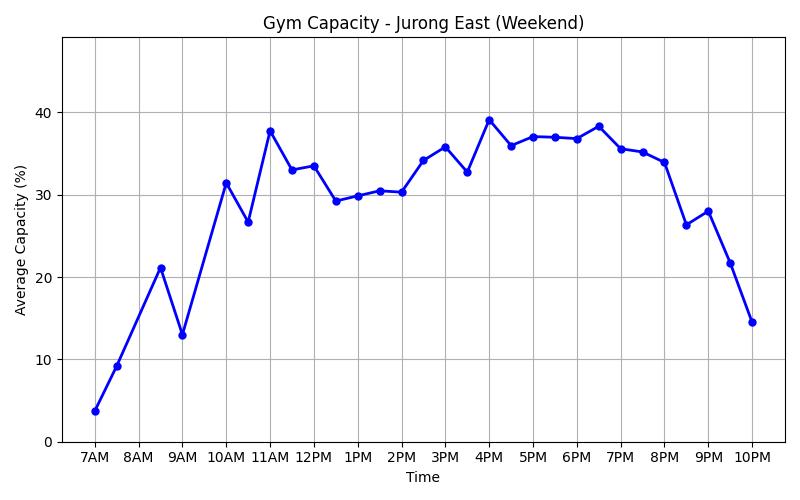 Gym Capacity - Jurong East (Weekend)
Average Capacity (%)
40
30
20
10
0
7AM 8AM 9AM 10AM 11AM 12PM 1PM 2PM 3PM 4PM 5PM 6PM 7PM 8PM 9PM 10PM
Time